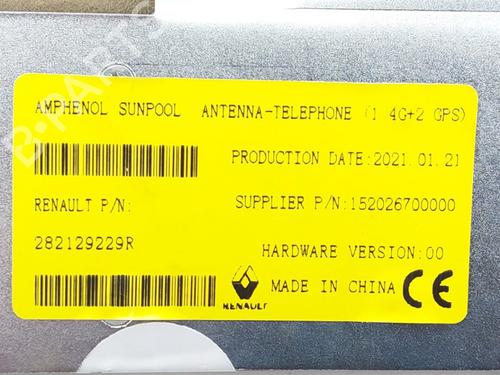 B-PARTS
AMPHENOL SUNPOOL ANTENNA-TELEPHONE (1 4G+2 GPS)
PRODUCTION DATE:2021.01.21
RENAULT P/N: SUPPLIER P/N:152026700000
282129229R HARDWARE VERSION:00
MADE IN CHINA CE
RENAULT